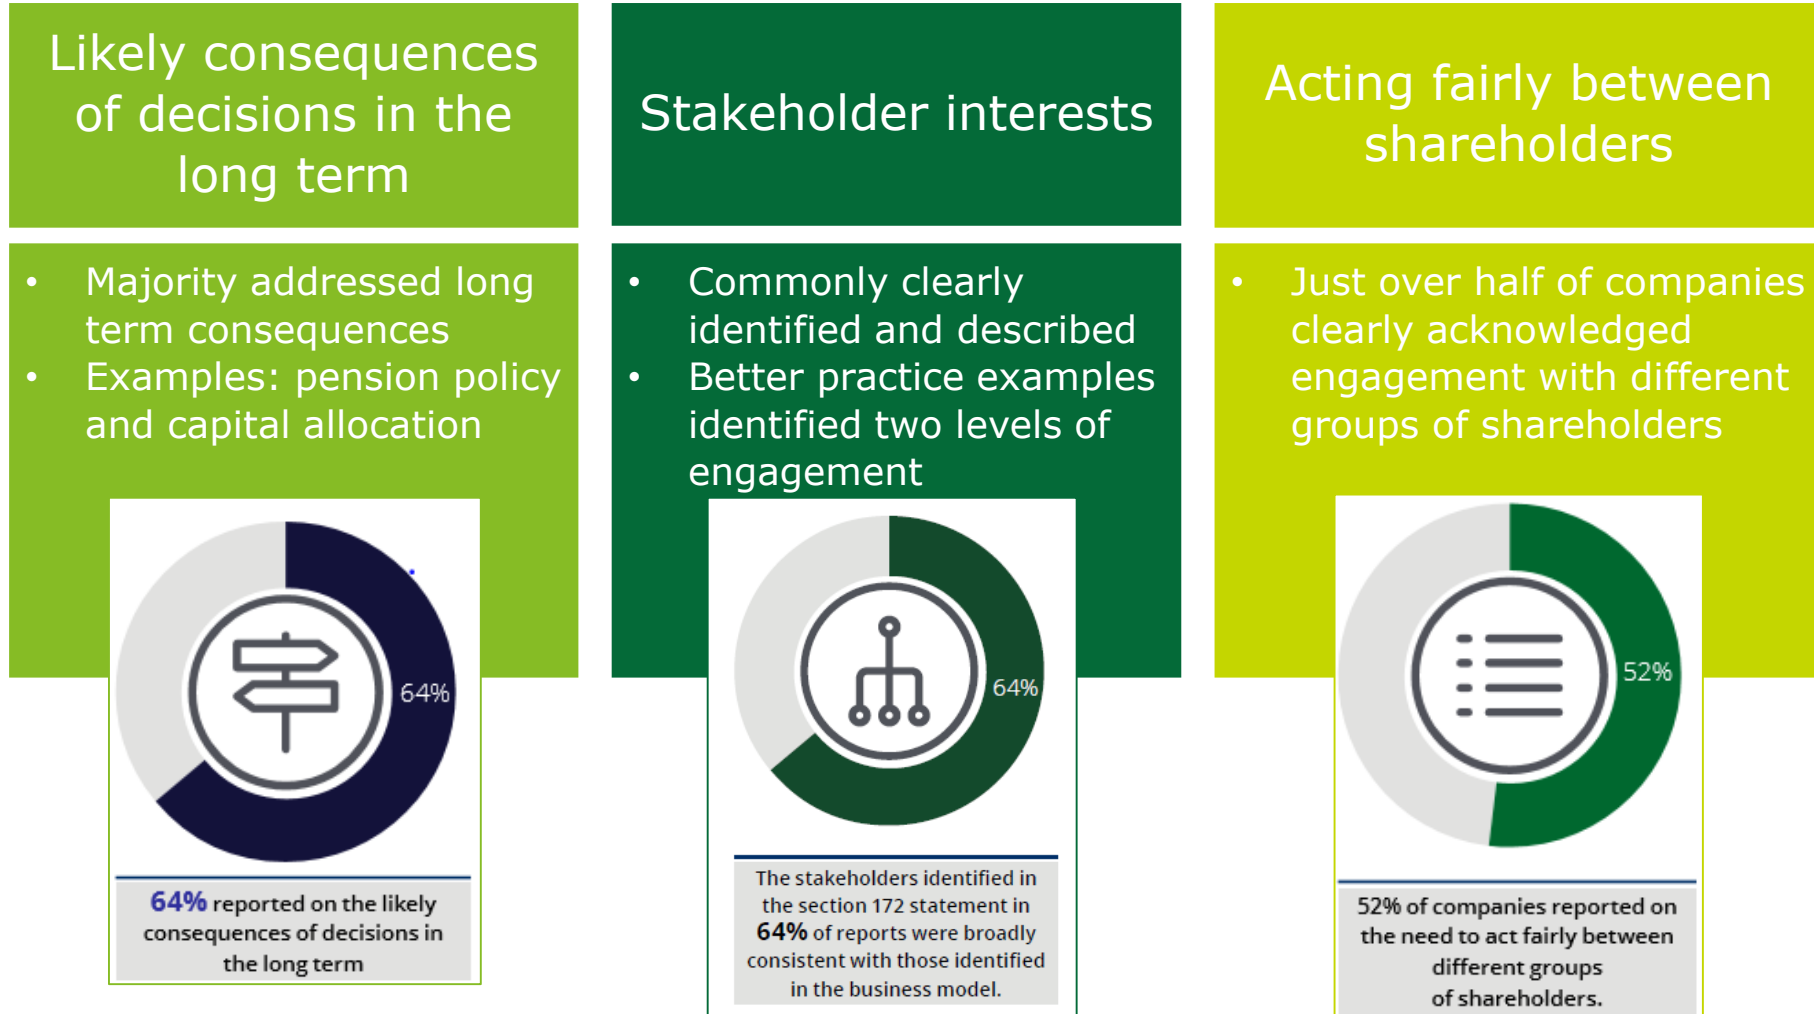 Likely consequences
of decisions in the
long term
• Majority addressed long
term consequences
• Examples: pension policy
and capital allocation
64%
64% reported on the likely
consequences of decisions in
the long term
Stakeholder interests
• Commonly clearly
identified and described
• Better practice examples
identified two levels of
engagement
64%
The stakeholders identified in
the section 172 statement in
64% of reports were broadly
consistent with those identified
in the business model.
Acting fairly between
shareholders
• Just over half of companies
clearly acknowledged
engagement with different
groups of shareholders
52%
52% of companies reported on
the need to act fairly between
different groups
of shareholders.